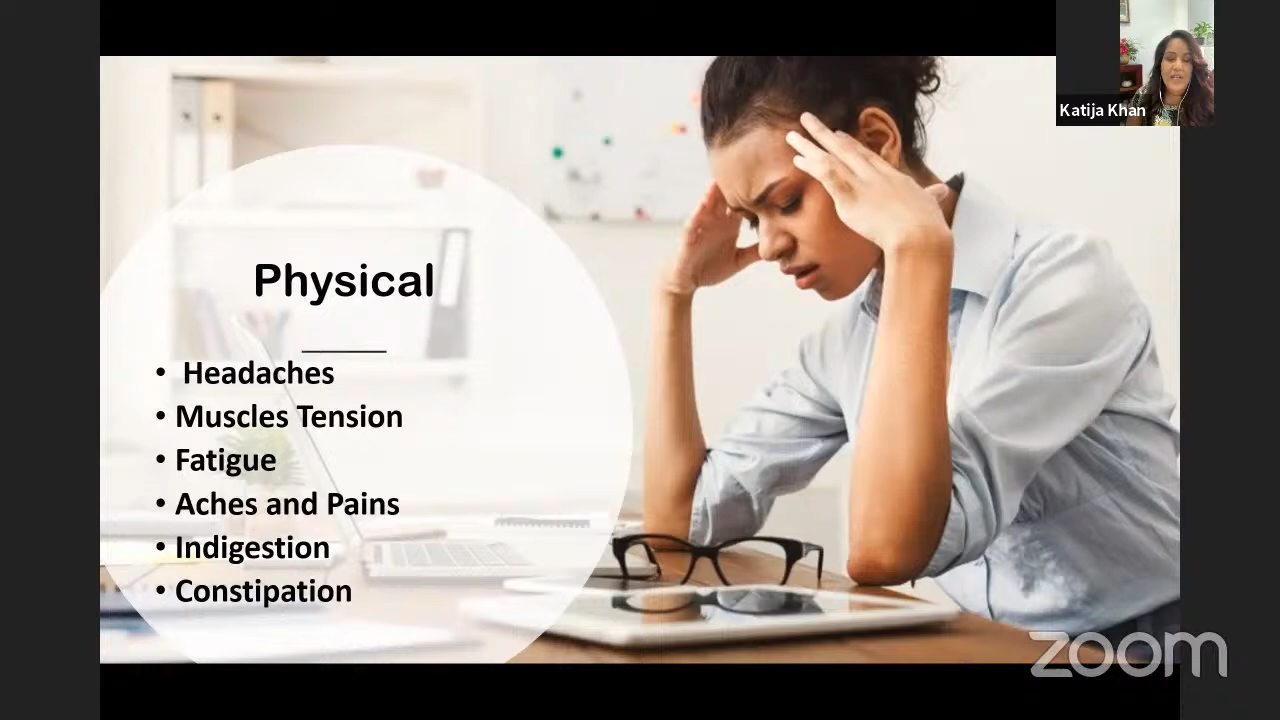 Katija Khan
Physical
• Headaches
• Muscles Tension
• Fatigue
• Aches and Pains
• Indigestion
• Constipation
zoom